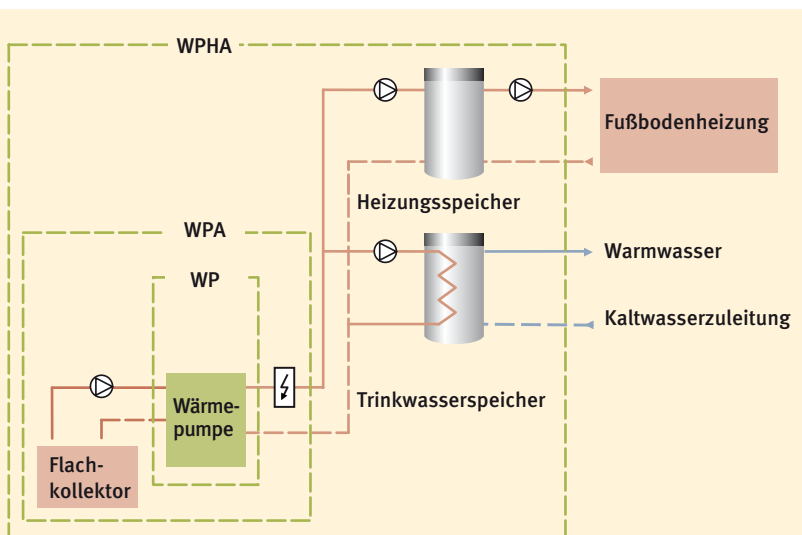 WPHA
Fußbodenheizung
Heizungsspeicher
WPA
Warmwasser
WP
Kaltwasserzuleitung
Wärme-
pumpe
Trinkwasserspeicher
Flach-
kollektor